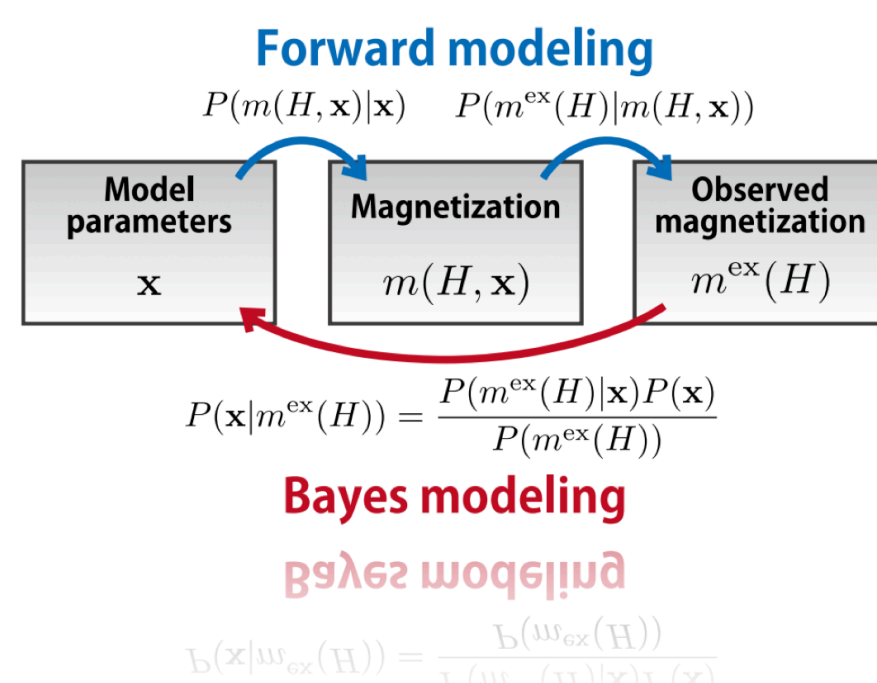 Forward modeling
P(m(H, x)|x) P(m^ex(H)|m(H, x))
Model parameters
x
Magnetization
m(H, x)
Observed magnetization
m^ex(H)
P(x|m^ex(H)) = P(m^ex(H)|x)P(x) / P(m^ex(H))
Bayes modeling